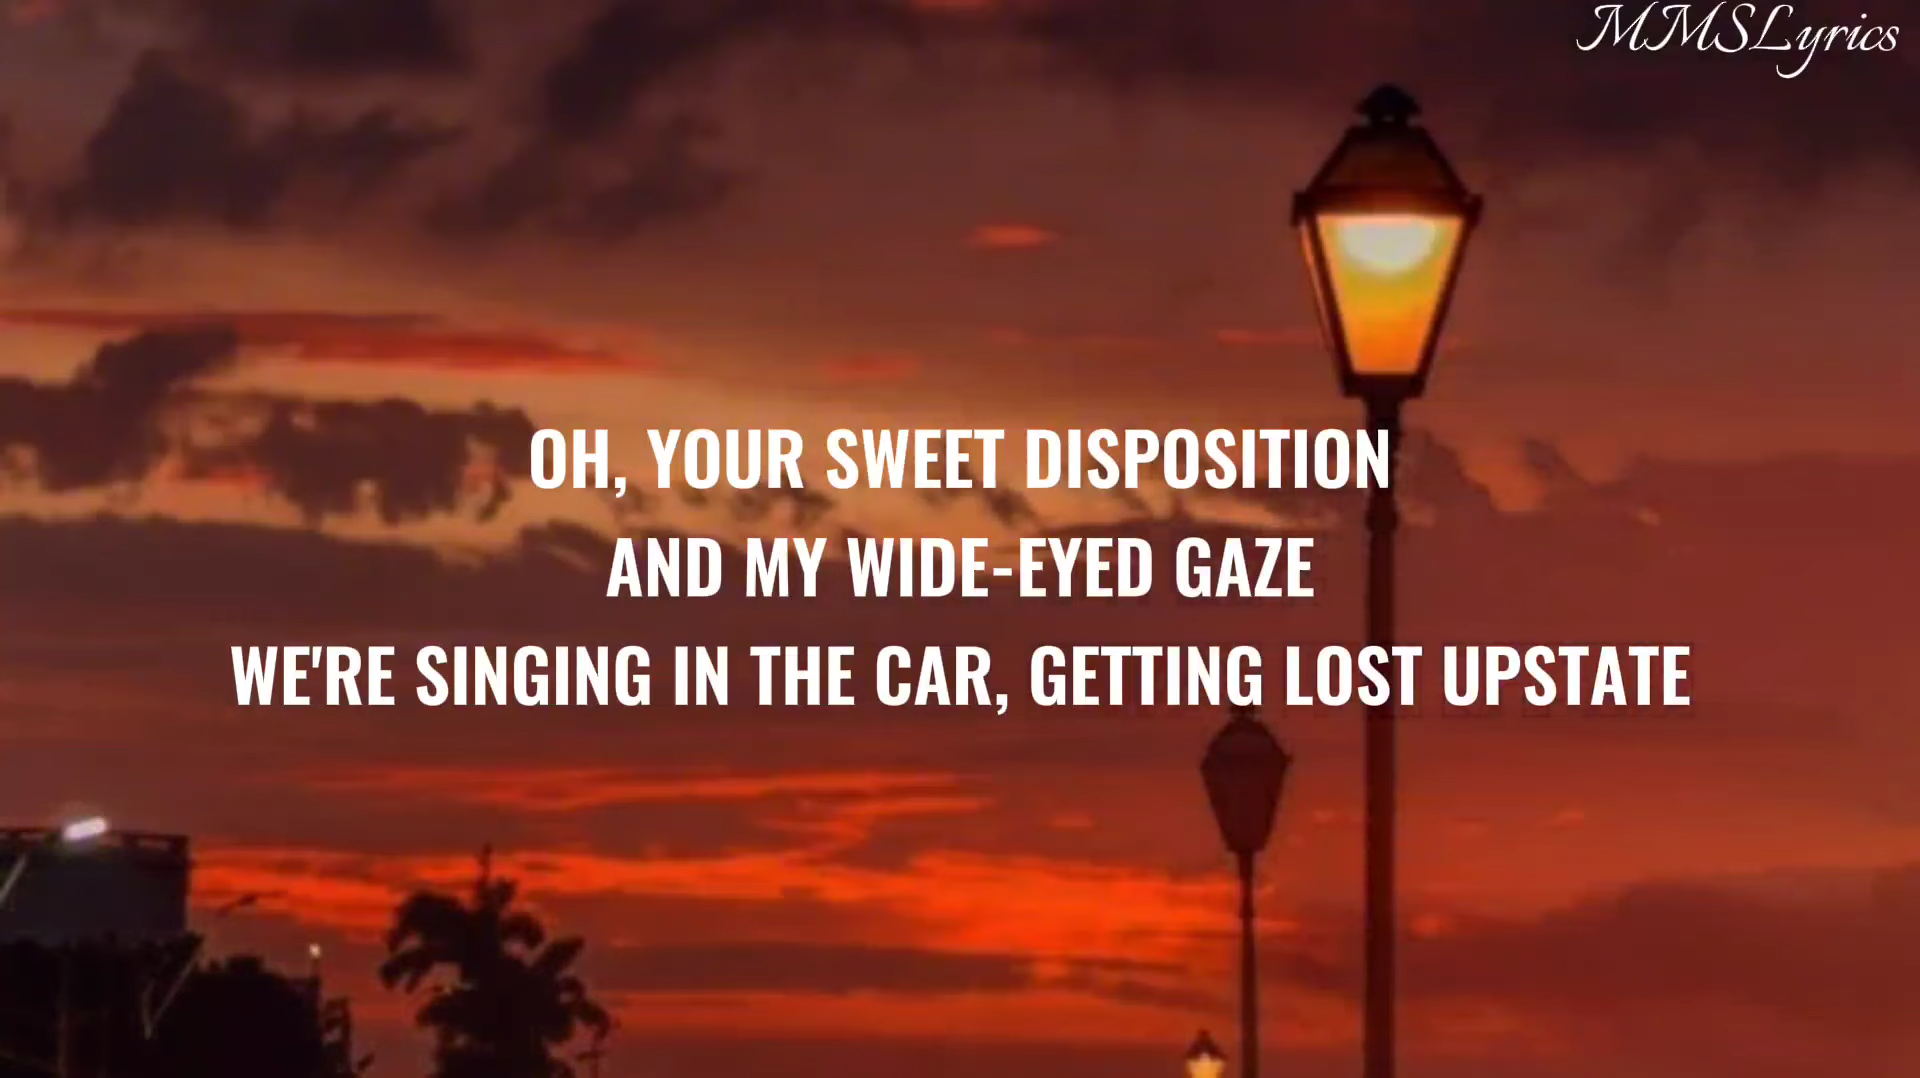 MMSLyrics
OH, YOUR SWEET DISPOSITION
AND MY WIDE-EYED GAZE
WE'RE SINGING IN THE CAR, GETTING LOST UPSTATE